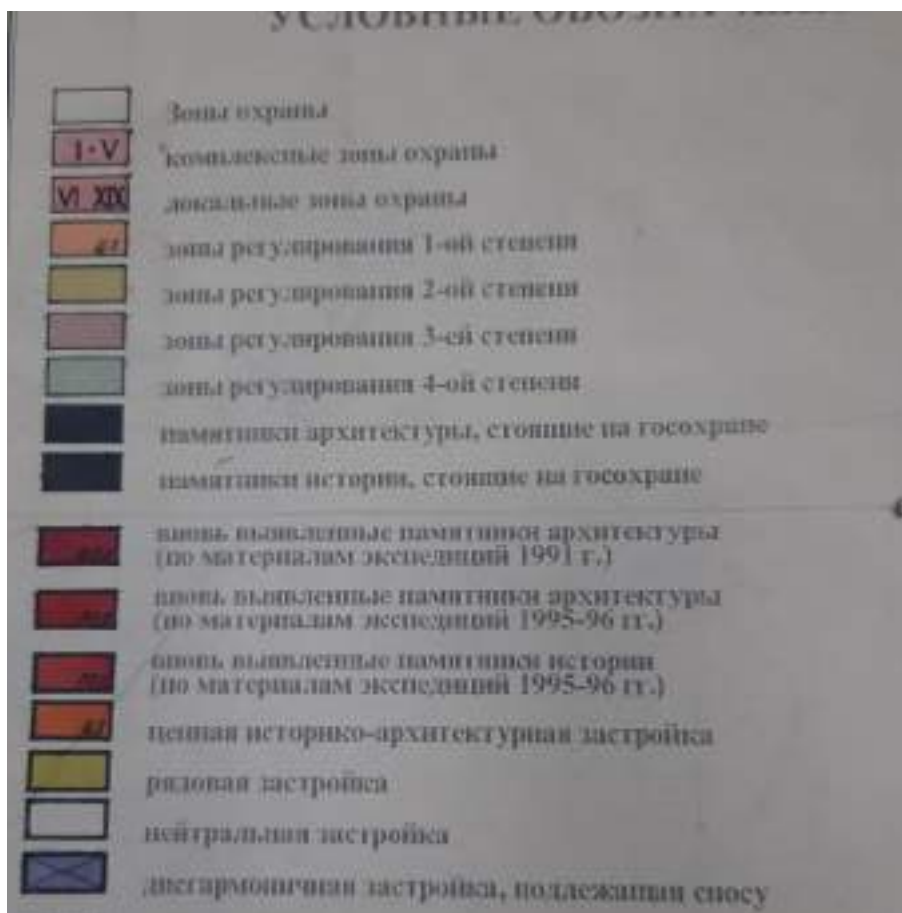 УСЛОВНЫЕ
Зоны охраны
I-V комплексные зоны охраны
VI XIX локальные зоны охраны
зоны регулирования 1-ой степени
зоны регулирования 2-ой степени
зоны регулирования 3-ей степени
зоны регулирования 4-ой степени
памятники архитектуры, стоящие на госохране
памятники истории, стоящие на госохране
вновь выявленные памятники архитектуры
(по материалам экспедиций 1991 г.)
вновь выявленные памятники архитектуры
(по материалам экспедиций 1995-96 гг.)
вновь выявленные памятники истории
(по материалам экспедиций 1995-96 гг.)
ценная историко-архитектурная застройка
рядовая застройка
нейтральная застройка
дисгармоничная застройка, подлежащая сносу